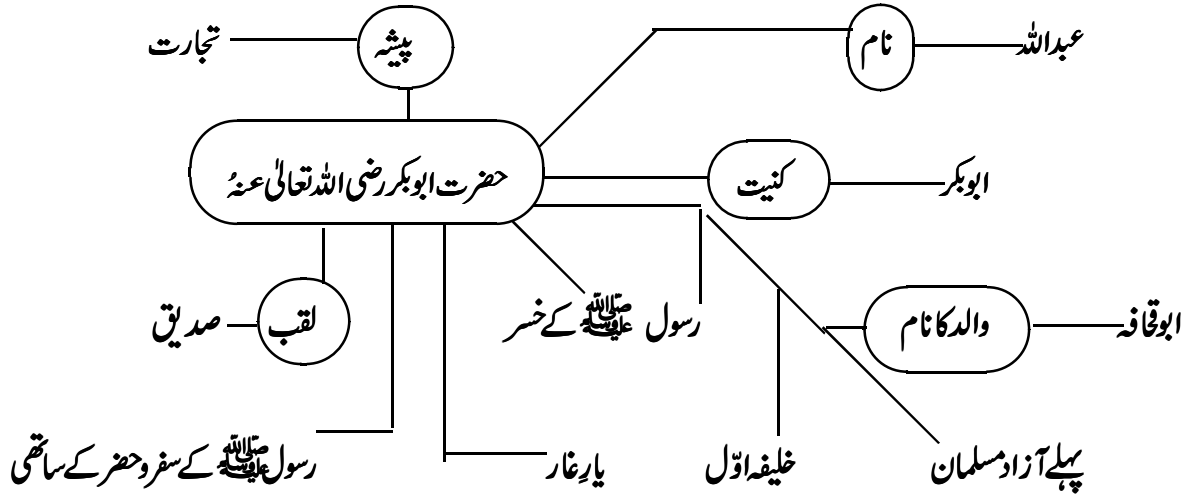 عبداللہ
نام
پیشہ
تجارت
حضرت ابوبکر رضی اللہ تعالیٰ عنہُ
کنیت
ابوبکر
ابوقحافہ
والد کا نام
رسول ﷺ کے خسر
لقب
صدیق
پہلے آزاد مسلمان
خلیفہ اوّل
یارِ غار
رسول ﷺ کے سفر و حضر کے ساتھی